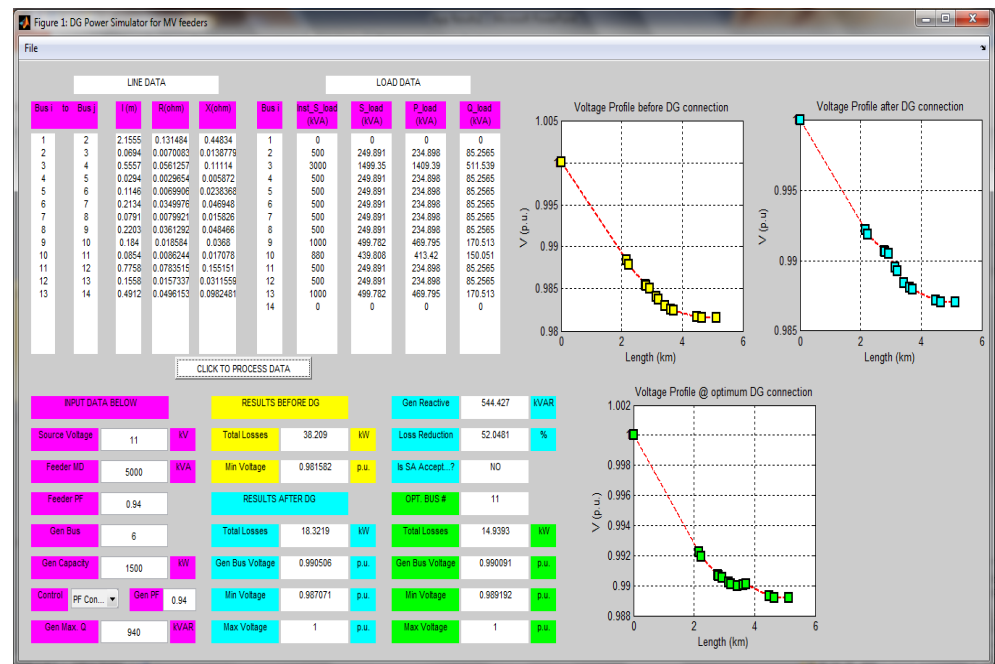 Figure 1: DG Power Simulator for MV feeders
File
LINE DATA
LOAD DATA
Bus i to Bus j l (m) R(ohm) X(ohm) Bus i Inst_S_load (kVA) S_load (kVA) P_load (kVA) Q_load (kVA)
1 2 2.1555 0.131484 0.44834 1 0 0 0 0
2 3 0.0694 0.0070083 0.0138779 2 500 249.891 234.898 85.2565
3 4 0.5557 0.0561257 0.11114 3 3000 1499.35 1409.39 511.539
4 5 0.0294 0.0029654 0.005872 4 500 249.891 234.898 85.2565
5 6 0.1146 0.0069906 0.0238368 5 500 249.891 234.898 85.2565
6 7 0.2134 0.0349976 0.046948 6 500 249.891 234.898 85.2565
7 8 0.0791 0.0079921 0.015826 7 500 249.891 234.898 85.2565
8 9 0.2203 0.0361292 0.048466 8 500 249.891 234.898 85.2565
9 10 0.184 0.018584 0.0368 9 1000 499.782 469.795 170.513
10 11 0.0854 0.0086244 0.017078 10 880 439.808 413.42 150.051
11 12 0.7758 0.0783515 0.155151 11 500 249.891 234.898 85.2565
12 13 0.1558 0.0157337 0.0311559 12 500 249.891 234.898 85.2565
13 14 0.4912 0.0496153 0.0982481 13 1000 499.782 469.795 170.513
14 0 0 0 0
CLICK TO PROCESS DATA
INPUT DATA BELOW
Source Voltage 11 kV
Feeder MD 5000 kVA
Feeder PF 0.94
Gen Bus 6
Gen Capacity 1500 kW
Control PF Con... Gen PF 0.94
Gen Max. Q 940 kVAR
RESULTS BEFORE DG
Total Losses 38.209 kW
Min Voltage 0.981582 p.u.
RESULTS AFTER DG
Total Losses 18.3219 kW
Gen Bus Voltage 0.990506 p.u.
Min Voltage 0.987071 p.u.
Max Voltage 1 p.u.
Gen Reactive 544.427 kVAR
Loss Reduction 52.0481 %
Is SA Accept...? NO
OPT. BUS # 11
Total Losses 14.9393 kW
Gen Bus Voltage 0.990091 p.u.
Min Voltage 0.989192 p.u.
Max Voltage 1 p.u.
Voltage Profile before DG connection
1.005
1
0.995
0.99
0.985
0.98
V (p.u.)
0 2 4 6
Length (km)
Voltage Profile after DG connection
1
0.995
0.99
0.985
V (p.u)
0 2 4 6
Length (km)
Voltage Profile @ optimum DG connection
1.002
1
0.998
0.996
0.994
0.992
0.99
0.988
V (p.u.)
0 2 4 6
Length (km)